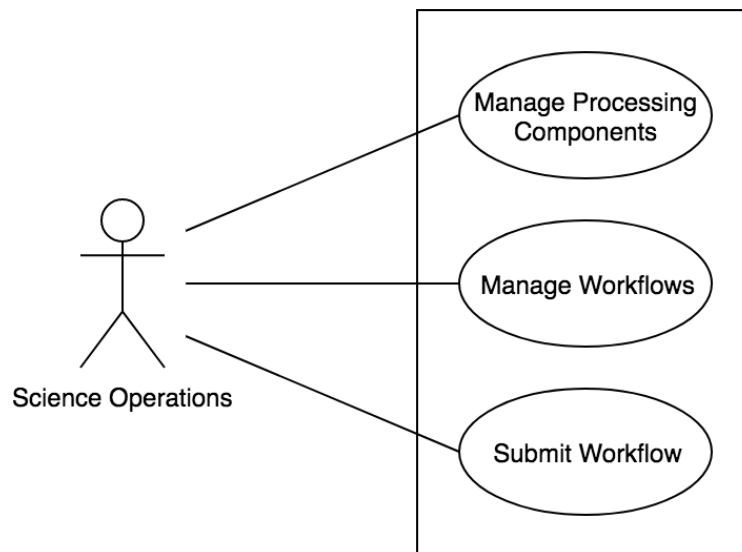 Manage Processing
Components
Manage Workflows
Science Operations
Submit Workflow